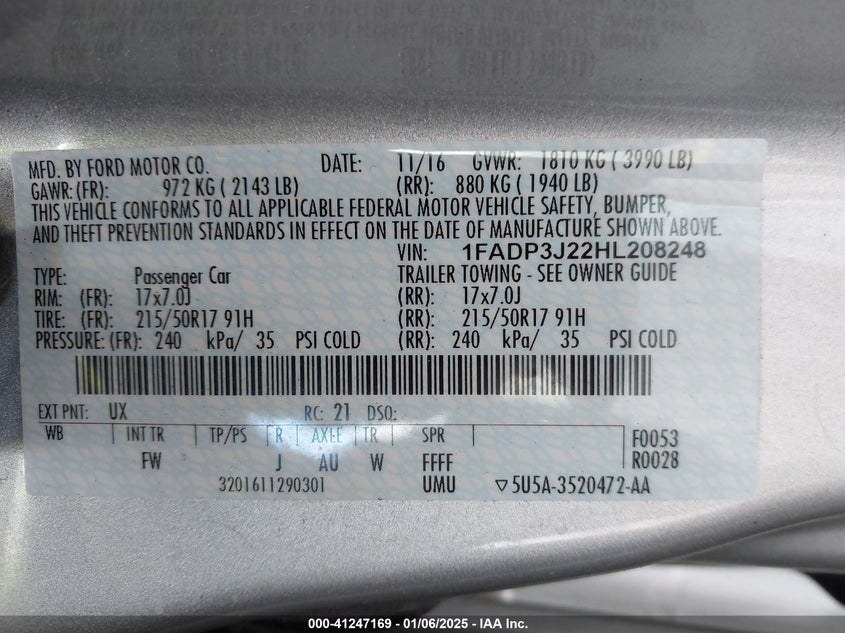 MFD. BY FORD MOTOR CO. DATE: 11/16 GVWR: 1810 KG ( 3990 LB)
GAWR: (FR): 972 KG ( 2143 LB) (RR): 880 KG ( 1940 LB)
THIS VEHICLE CONFORMS TO ALL APPLICABLE FEDERAL MOTOR VEHICLE SAFETY, BUMPER,
AND THEFT PREVENTION STANDARDS IN EFFECT ON THE DATE OF MANUFACTURE SHOWN ABOVE.
VIN: 1FADP3J22HL208248
TYPE: Passenger Car TRAILER TOWING - SEE OWNER GUIDE
RIM: (FR): 17x7.0J (RR): 17x7.0J
TIRE: (FR): 215/50R17 91H (RR): 215/50R17 91H
PRESSURE: (FR): 240 kPa/ 35 PSI COLD (RR): 240 kPa/ 35 PSI COLD
EXT PNT: UX RC: 21 DSO:
WB INT TR TP/PS R AXLE TR SPR F0053
FW J AU W FFFF R0028
3201611290301 UMU ▽5U5A-3520472-AA
000-41247169 - 01/06/2025 - IAA Inc.